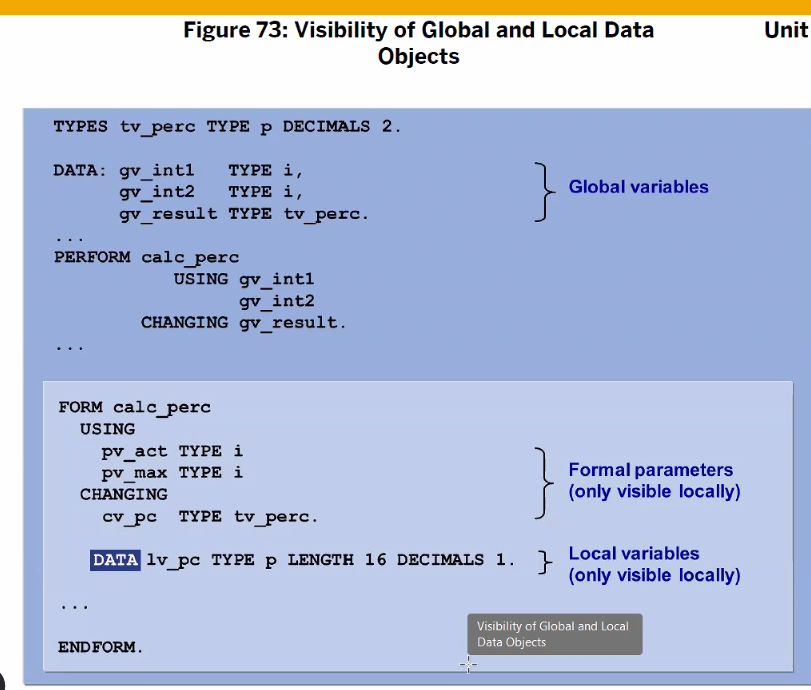 Figure 73: Visibility of Global and Local Data
Objects
Unit
TYPES tv_perc TYPE p DECIMALS 2.
DATA: gv_int1 TYPE i,
gv_int2 TYPE i,
Global variables
gv_result TYPE tv_perc.
...
PERFORM calc_perc
USING gv_int1
gv_int2
CHANGING gv_result.
...
FORM calc_perc
USING
pv_act TYPE i
pv_max TYPE i
CHANGING
cv_pc TYPE tv_perc.
Formal parameters
(only visible locally)
DATA lv_pc TYPE p LENGTH 16 DECIMALS 1.
Local variables
(only visible locally)
...
ENDFORM.
Visibility of Global and Local
Data Objects